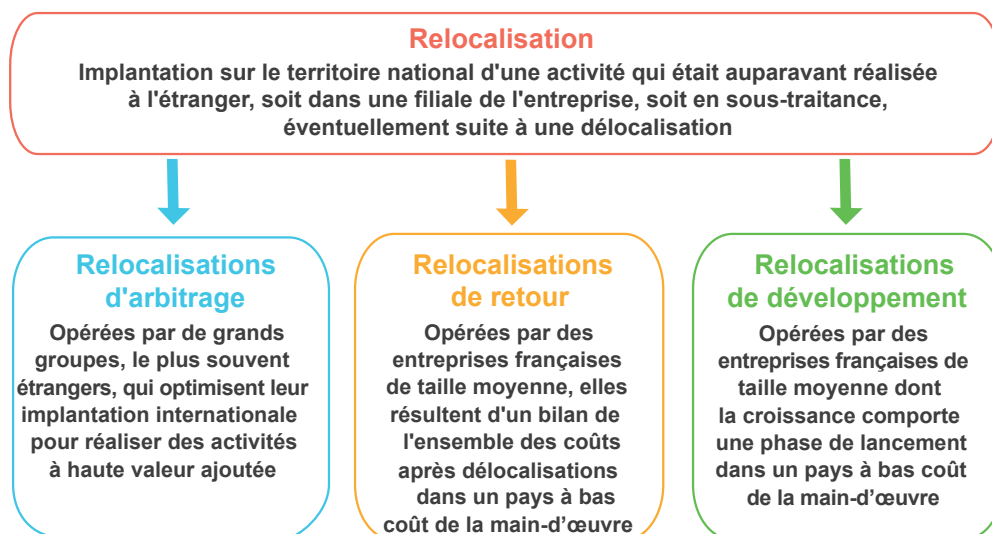 Relocalisation
Implantation sur le territoire national d'une activité qui était auparavant réalisée
à l'étranger, soit dans une filiale de l'entreprise, soit en sous-traitance,
éventuellement suite à une délocalisation
Relocalisations
d'arbitrage
Opérées par de grands
groupes, le plus souvent
étrangers, qui optimisent leur
implantation internationale
pour réaliser des activités
à haute valeur ajoutée
Relocalisations
de retour
Opérées par des
entreprises françaises
de taille moyenne, elles
résultent d'un bilan de
l'ensemble des coûts
après délocalisations
dans un pays à bas
coût de la main-d’œuvre
Relocalisations
de développement
Opérées par des
entreprises françaises de
taille moyenne dont
la croissance comporte
une phase de lancement
dans un pays à bas coût
de la main-d’œuvre